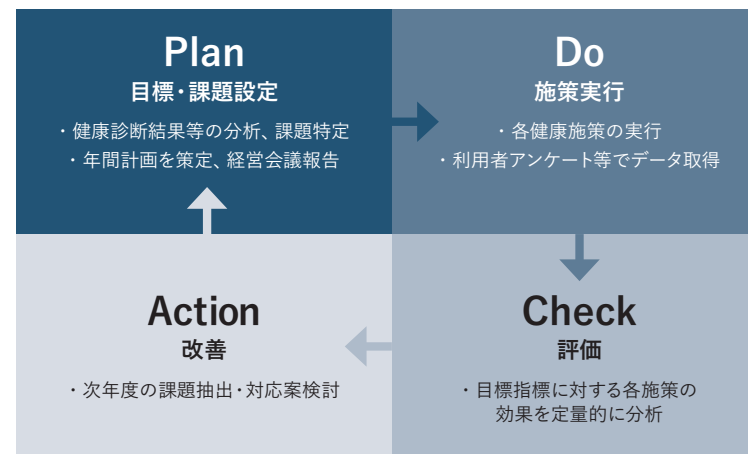 Plan
目標・課題設定
・健康診断結果等の分析、課題特定
・年間計画を策定、経営会議報告
Do
施策実行
・各健康施策の実行
・利用者アンケート等でデータ取得
Check
評価
・目標指標に対する各施策の
効果を定量的に分析
Action
改善
・次年度の課題抽出・対応案検討